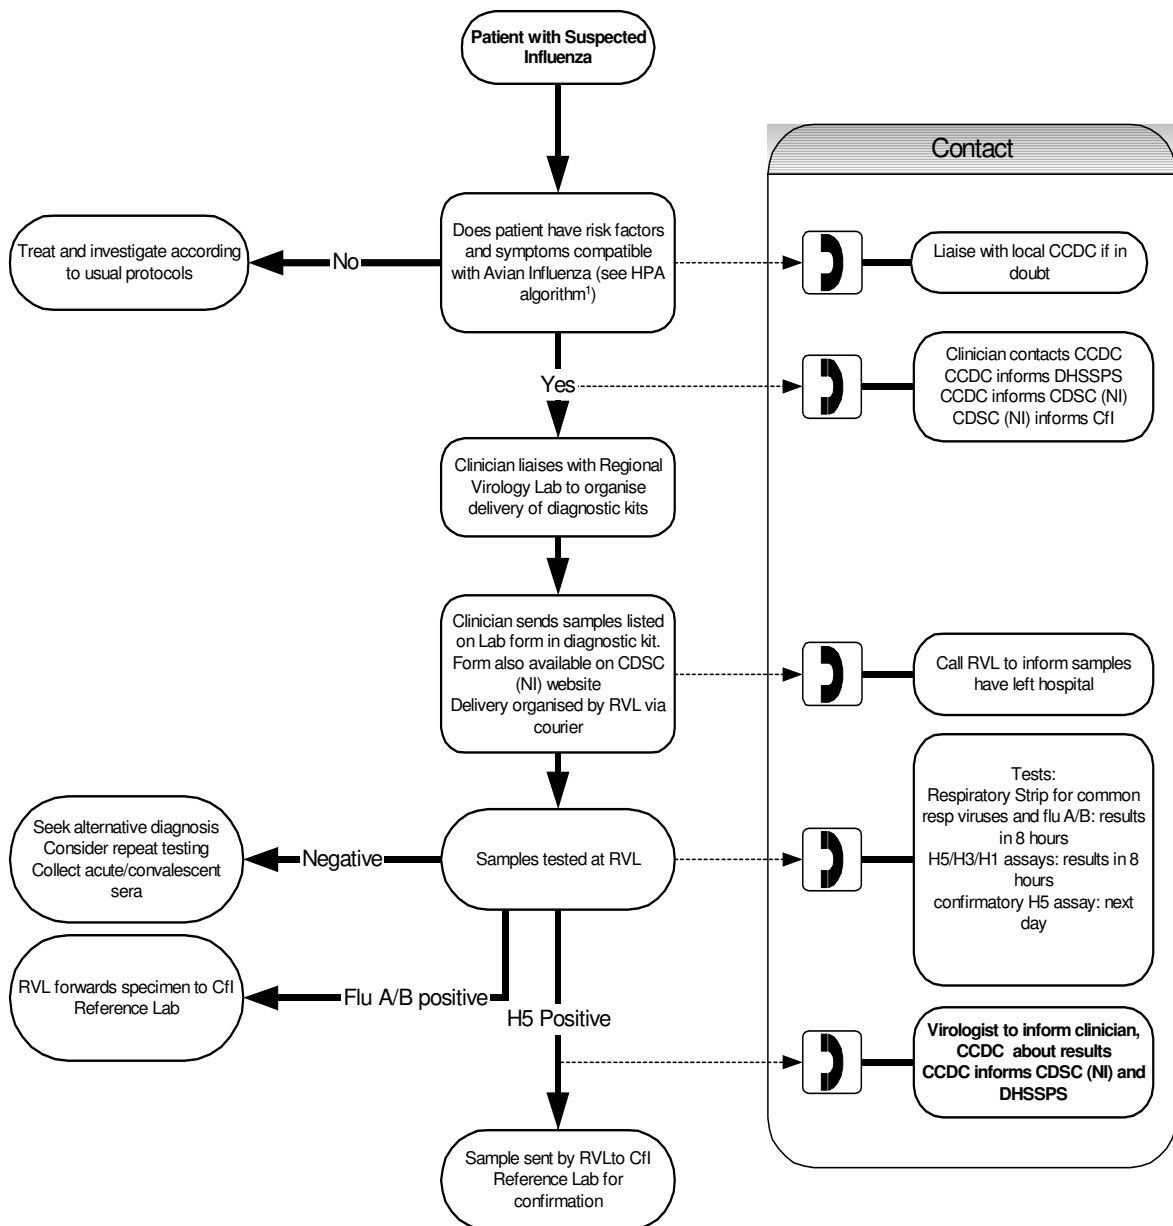 Patient with Suspected
Influenza
Contact
Does patient have risk factors
and symptoms compatible
with Avian Influenza (see HPA
algorithm¹)
No
Treat and investigate according
to usual protocols
Liaise with local CCDC if in
doubt
Yes
Clinician contacts CCDC
CCDC informs DHSSPS
CCDC informs CDSC (NI)
CDSC (NI) informs CfI
Clinician liaises with Regional
Virology Lab to organise
delivery of diagnostic kits
Clinician sends samples listed
on Lab form in diagnostic kit.
Form also available on CDSC
(NI) website
Delivery organised by RVL via
courier
Call RVL to inform samples
have left hospital
Samples tested at RVL
Negative
Seek alternative diagnosis
Consider repeat testing
Collect acute/convalescent
sera
Tests:
Respiratory Strip for common
resp viruses and flu A/B: results
in 8 hours
H5/H3/H1 assays: results in 8
hours
confirmatory H5 assay: next
day
Flu A/B positive
RVL forwards specimen to CfI
Reference Lab
H5 Positive
Virologist to inform clinician,
CCDC about results
CCDC informs CDSC (NI) and
DHSSPS
Sample sent by RVLto CfI
Reference Lab for
confirmation